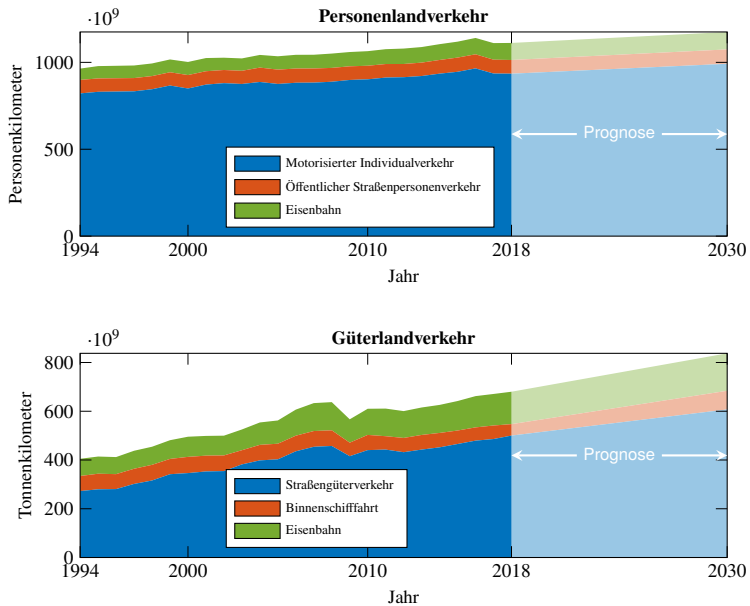 Personenlandverkehr
·10⁹
Personenkilometer
1000
500
0
Prognose
Motorisierter Individualverkehr
Öffentlicher Straßenpersonenverkehr
Eisenbahn
1994 2000 2010 2018 2030
Jahr
Güterlandverkehr
·10⁹
Tonnenkilometer
800
600
400
200
0
Prognose
Straßengüterverkehr
Binnenschifffahrt
Eisenbahn
1994 2000 2010 2018 2030
Jahr